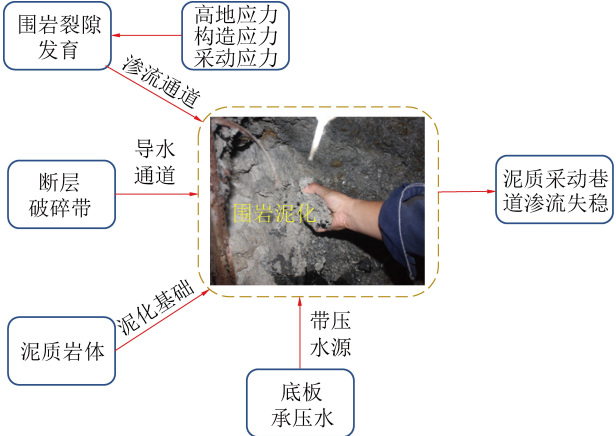 围岩裂隙
发育
高地应力
构造应力
采动应力
渗流通道
导水
通道
断层
破碎带
围岩泥化
泥质采动巷
道渗流失稳
泥化基础
泥质岩体
带压
水源
底板
承压水